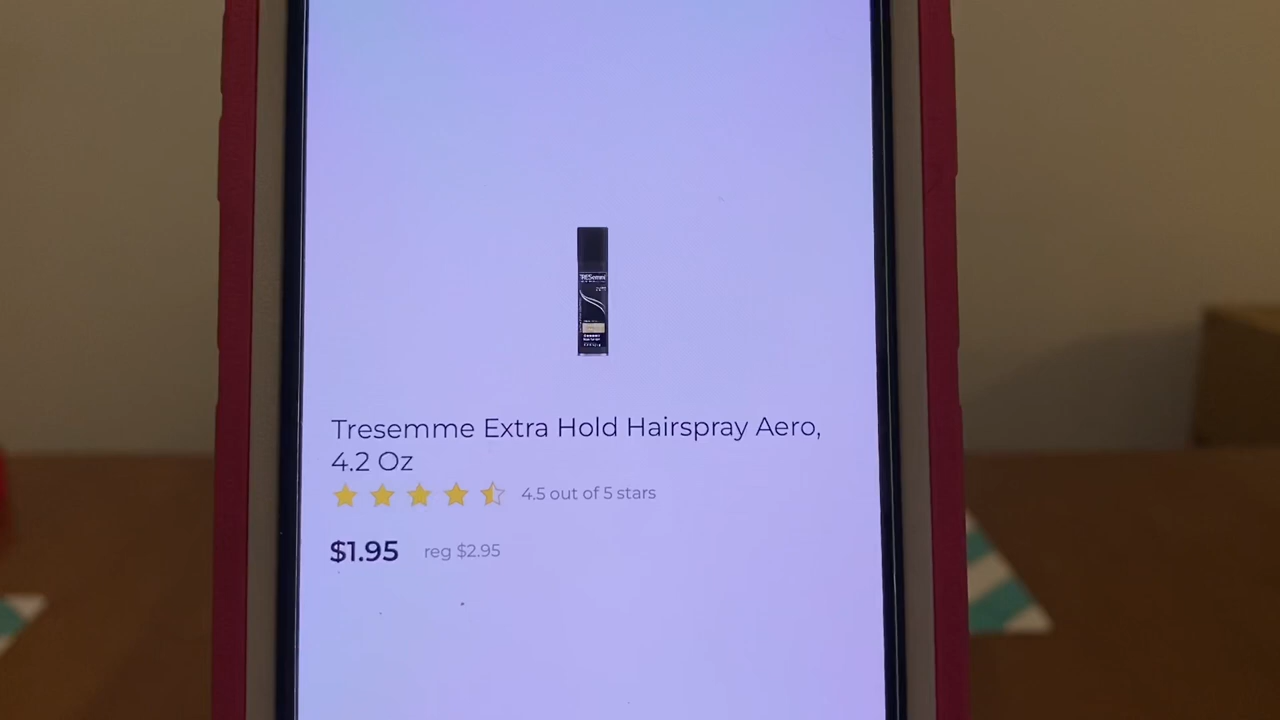 TRESemmé
Tresemme Extra Hold Hairspray Aero,
4.2 Oz
4.5 out of 5 stars
$1.95 reg $2.95